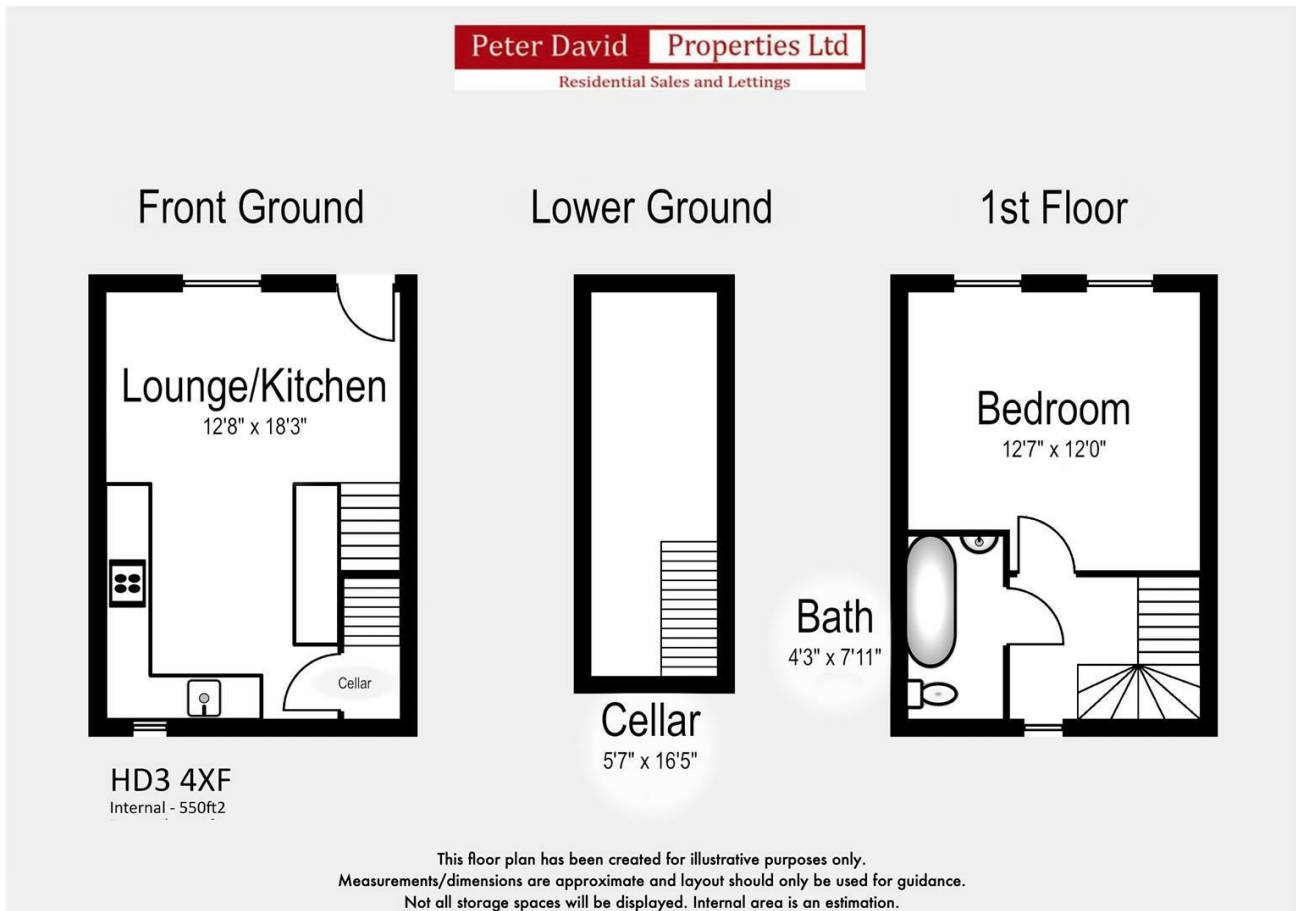 Peter David Properties Ltd
Residential Sales and Lettings
Front Ground
Lower Ground
1st Floor
Lounge/Kitchen
12'8" x 18'3"
Bedroom
12'7" x 12'0"
Bath
4'3" x 7'11"
Cellar
Cellar
5'7" x 16'5"
HD3 4XF
Internal - 550ft2
This floor plan has been created for illustrative purposes only.
Measurements/dimensions are approximate and layout should only be used for guidance.
Not all storage spaces will be displayed. Internal area is an estimation.